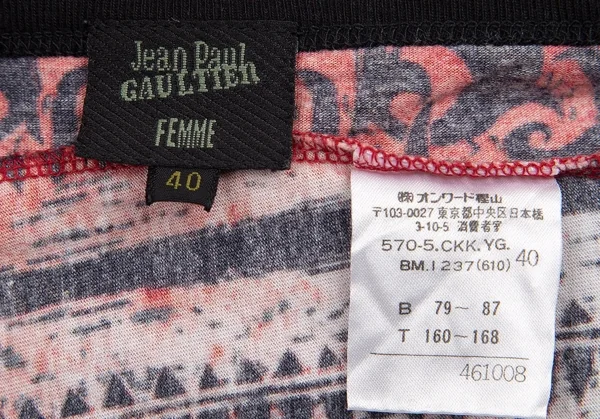 Jean Paul
GAULTIER
FEMME
40
㈱オンワード樫山
〒103-0027 東京都中央区日本橋
3-10-5 消費者室
570-5.CKK.YG.
BM.I 237(610) 40
B 79～ 87
T 160～168
461008